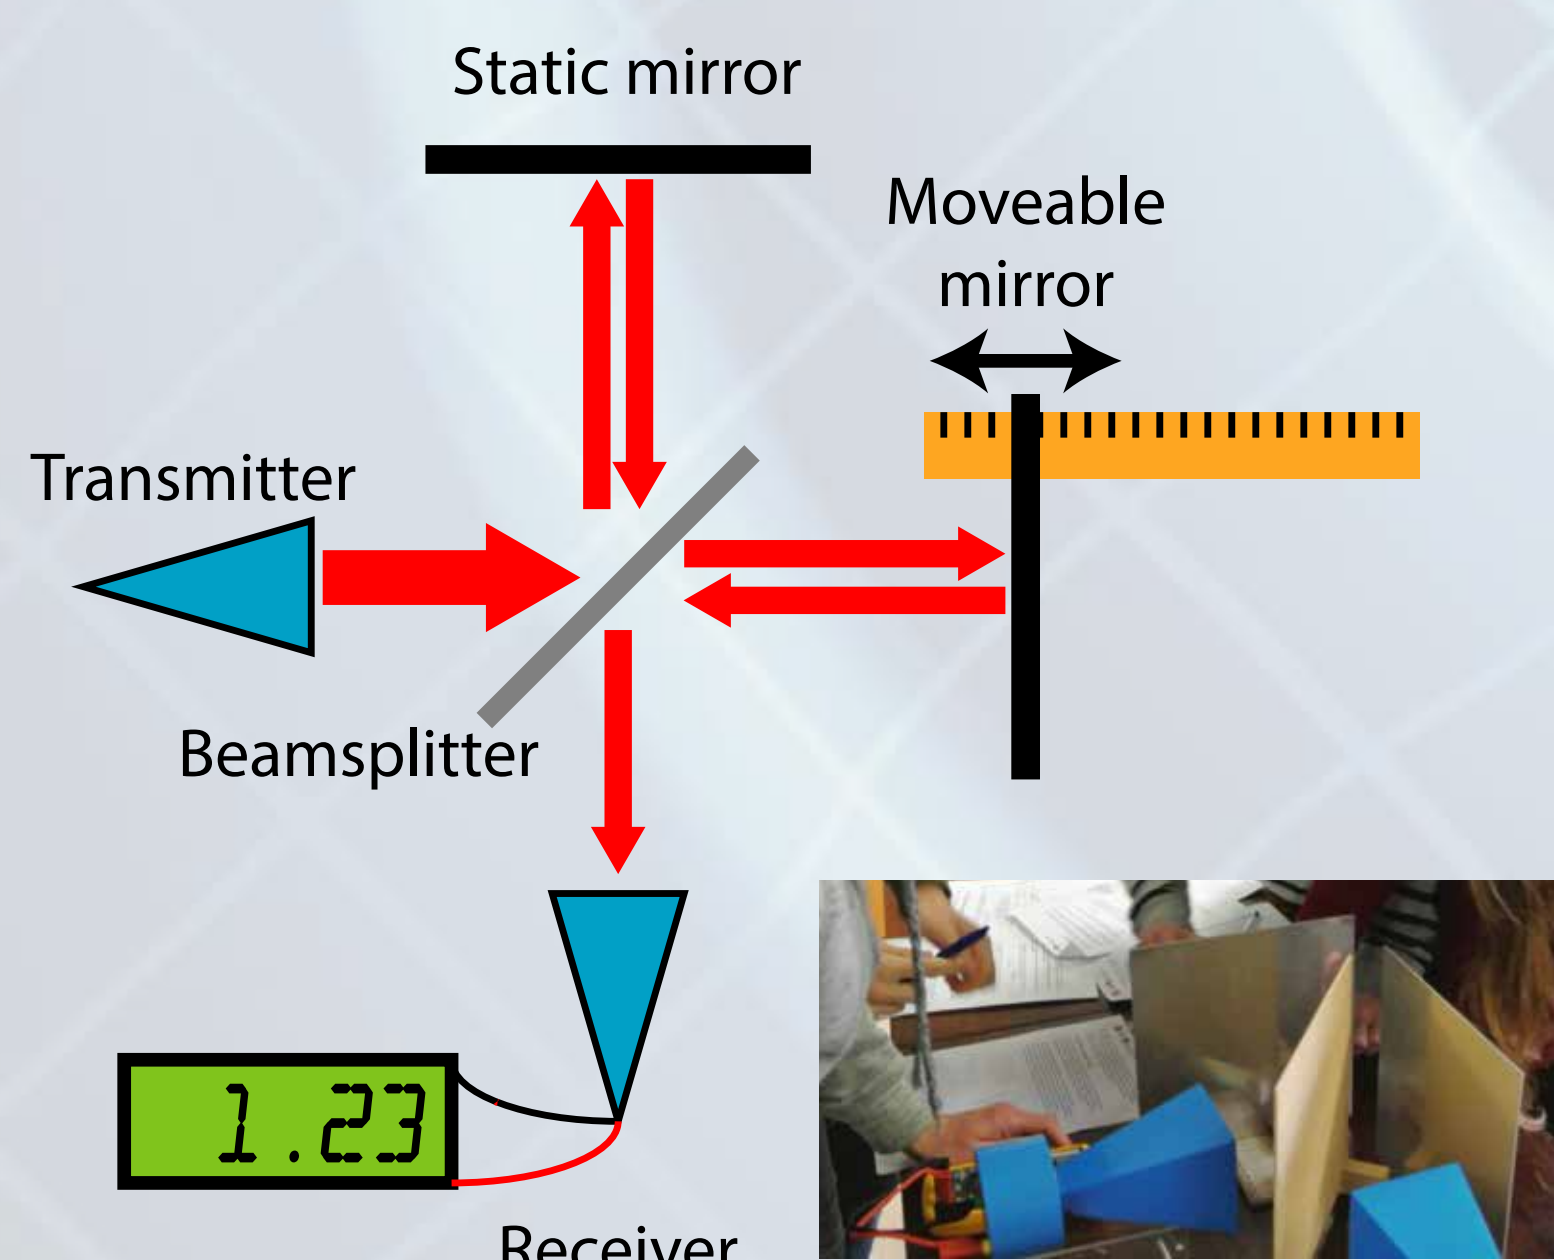 Static mirror
Moveable
mirror
Transmitter
Beamsplitter
1.23
Receiver